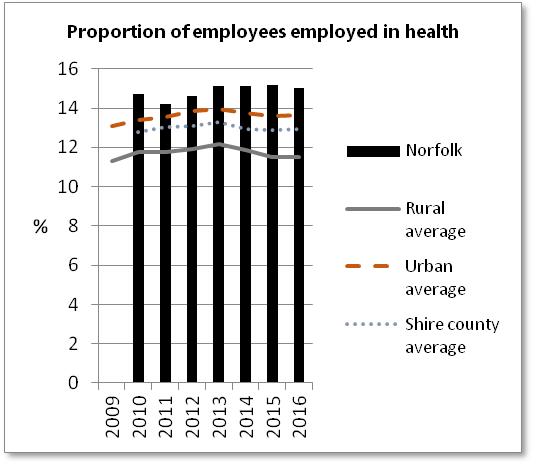 Proportion of employees employed in health
16
14
12
10
8
6
4
2
0
%
2009
2010
2011
2012
2013
2014
2015
2016
Norfolk
Rural
average
Urban
average
Shire county
average